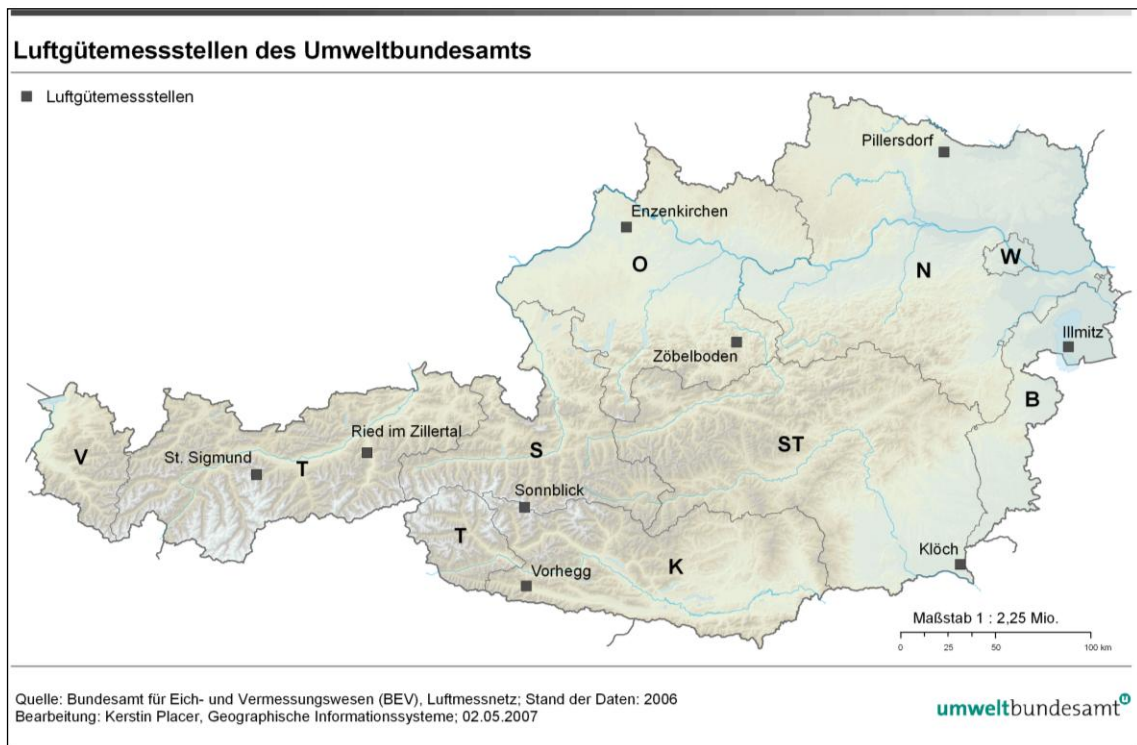 Luftgütemessstellen des Umweltbundesamts
Luftgütemessstellen
Pillersdorf
Enzenkirchen
O
N
W
Illmitz
Zöbelboden
B
Ried im Zillertal
V
St. Sigmund
T
S
ST
Sonnblick
T
Vorhegg
K
Klöch
Maßstab 1 : 2,25 Mio.
0 25 50 100 km
Quelle: Bundesamt für Eich- und Vermessungswesen (BEV), Luftmessnetz; Stand der Daten: 2006
Bearbeitung: Kerstin Placer, Geographische Informationssysteme; 02.05.2007
umweltbundesamt u